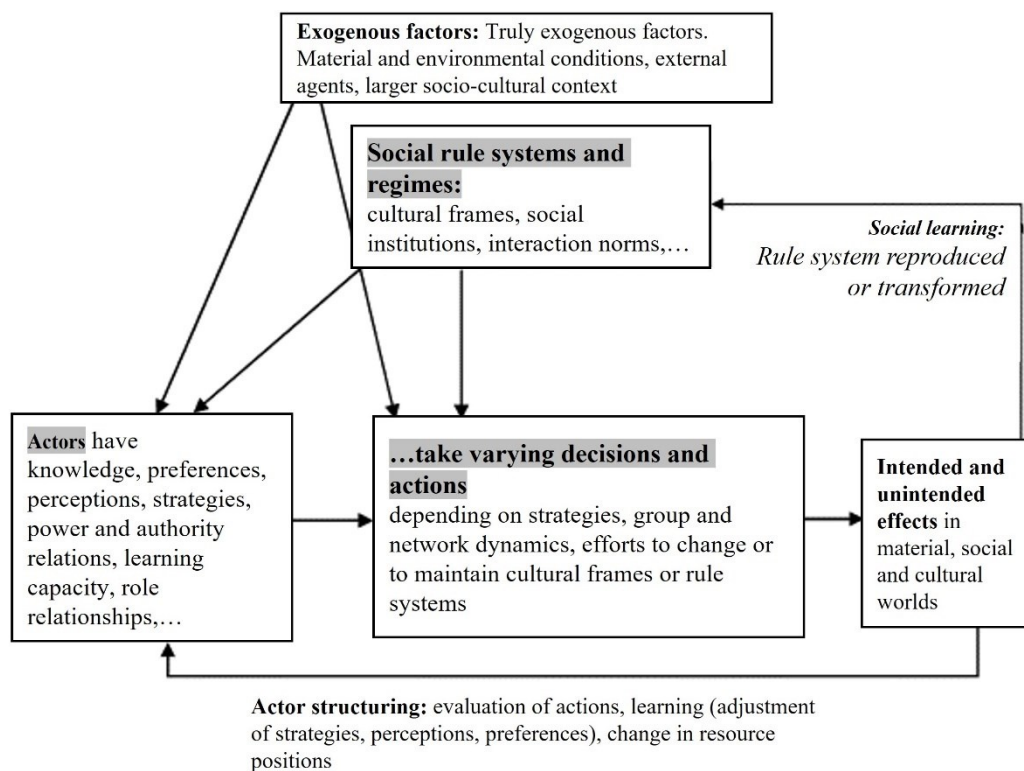 Exogenous factors: Truly exogenous factors.
Material and environmental conditions, external
agents, larger socio-cultural context
Social rule systems and
regimes:
cultural frames, social
institutions, interaction norms,…
Social learning:
Rule system reproduced
or transformed
Actors have
knowledge, preferences,
perceptions, strategies,
power and authority
relations, learning
capacity, role
relationships,…
…take varying decisions and
actions
depending on strategies, group and
network dynamics, efforts to change or
to maintain cultural frames or rule
systems
Intended and
unintended
effects in
material, social
and cultural
worlds
Actor structuring: evaluation of actions, learning (adjustment
of strategies, perceptions, preferences), change in resource
positions